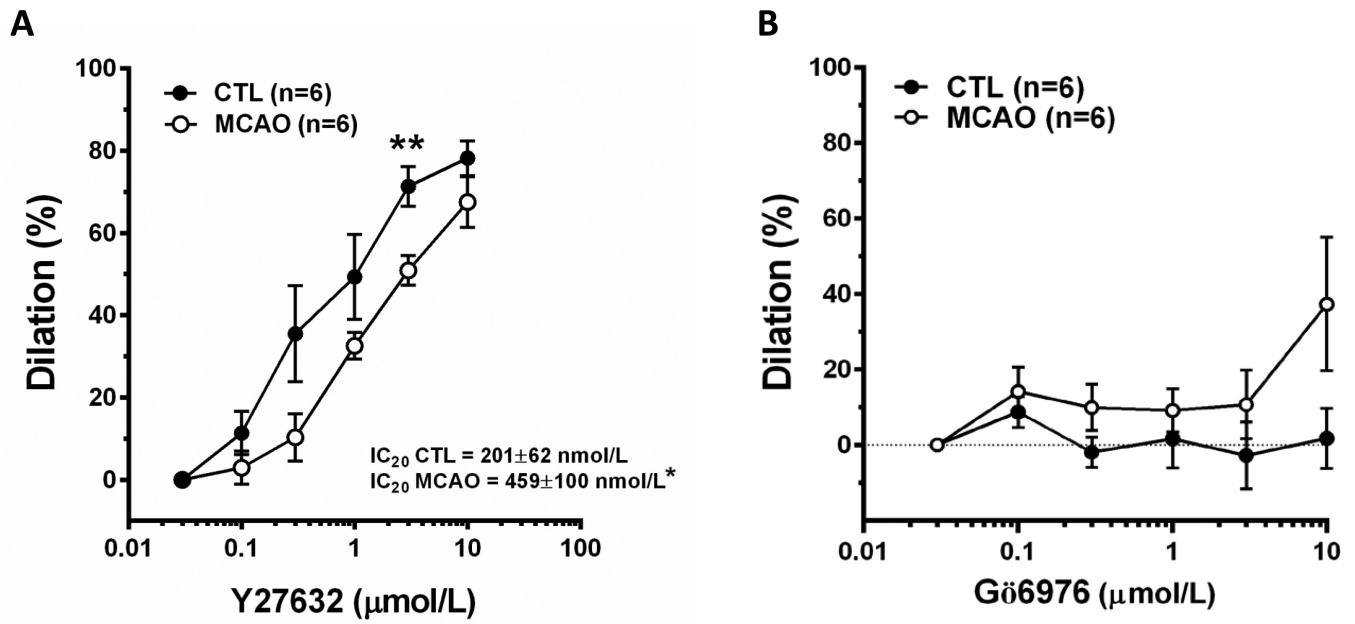 A
100
80
60
40
20
0
Dilation (%)
CTL (n=6)
MCAO (n=6)
**
IC₂₀ CTL = 201±62 nmol/L
IC₂₀ MCAO = 459±100 nmol/L*
0.01 0.1 1 10 100
Y27632 (μmol/L)
B
100
80
60
40
20
0
Dilation (%)
CTL (n=6)
MCAO (n=6)
0.01 0.1 1 10
Gö6976 (μmol/L)